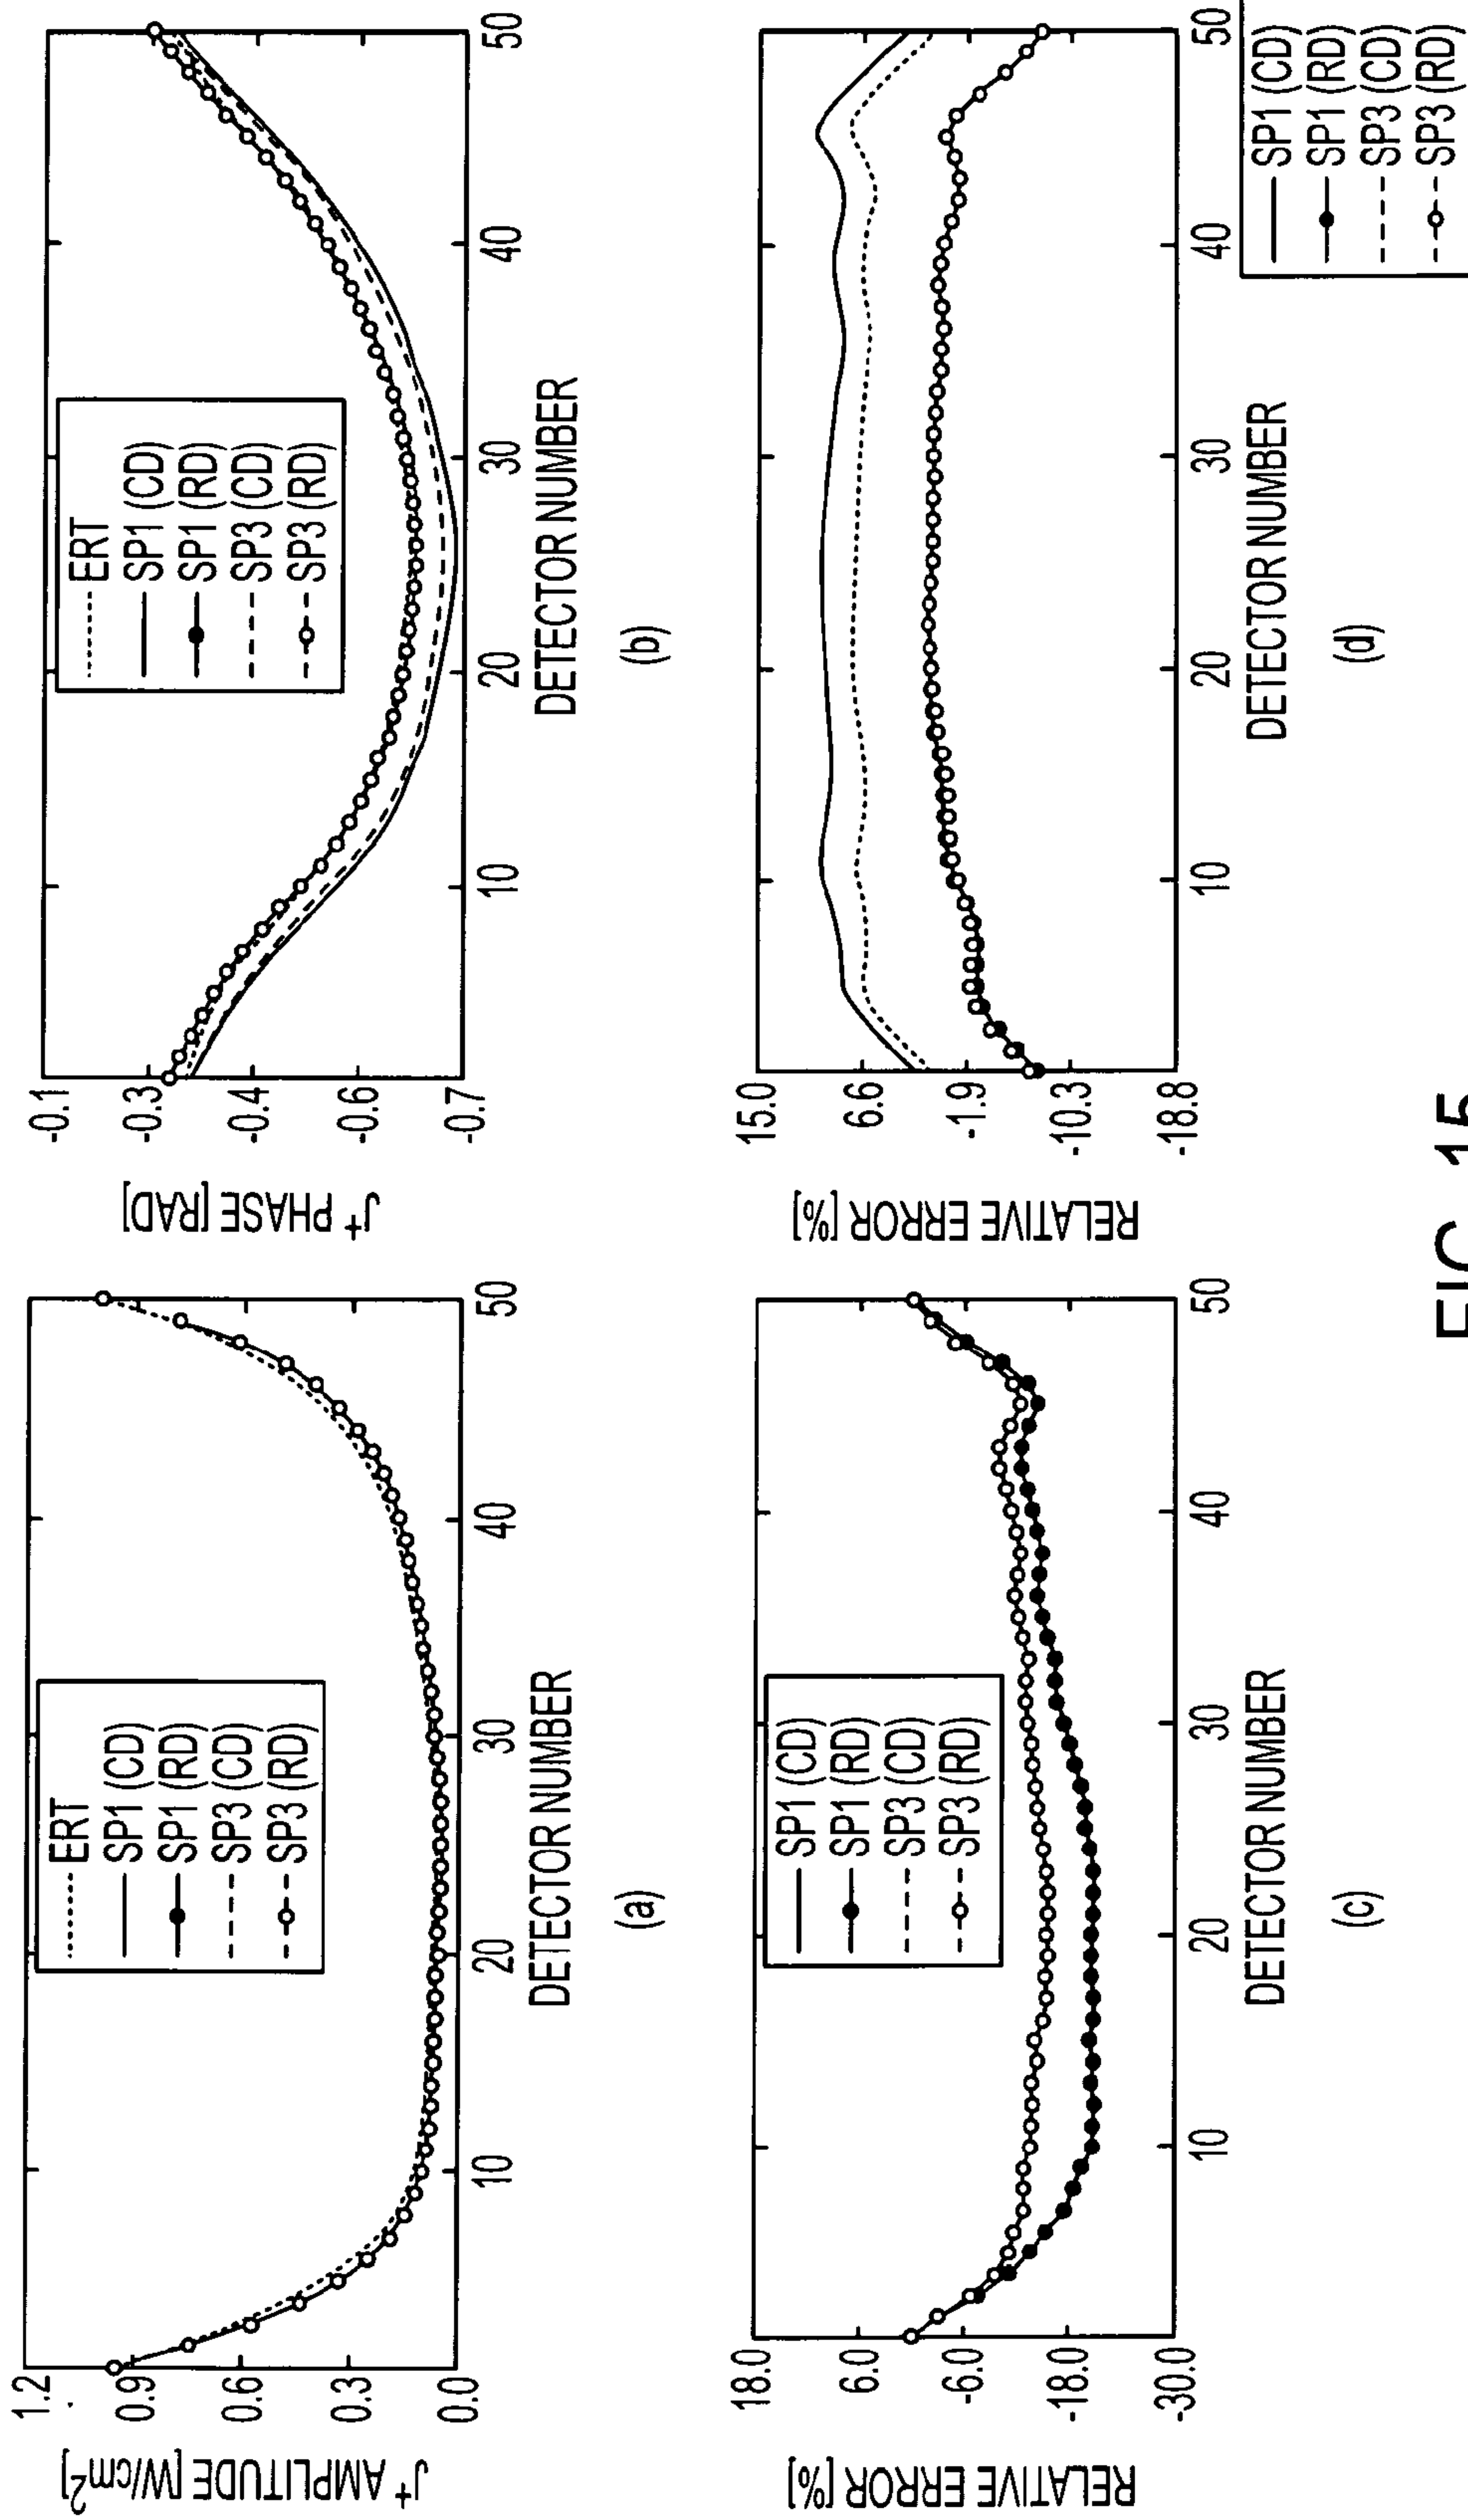 J+ AMPLITUDE [W/cm2]
1.2
0.9
0.6
0.3
0.0
ERT
SP1 (CD)
SP1 (RD)
SP3 (CD)
SP3 (RD)
10
20
30
40
50
DETECTOR NUMBER
(a)
J+ PHASE [RAD]
-0.1
-0.3
-0.4
-0.6
-0.7
ERT
SP1 (CD)
SP1 (RD)
SP3 (CD)
SP3 (RD)
10
20
30
40
50
DETECTOR NUMBER
(b)
RELATIVE ERROR [%]
18.0
6.0
-6.0
-18.0
-30.0
SP1 (CD)
SP1 (RD)
SP3 (CD)
SP3 (RD)
10
20
30
40
50
DETECTOR NUMBER
(c)
RELATIVE ERROR [%]
15.0
6.6
-1.9
-10.3
-18.8
10
20
30
40
50
DETECTOR NUMBER
(d)
SP1 (CD)
SP1 (RD)
SP3 (CD)
SP3 (RD)
FIG. 15